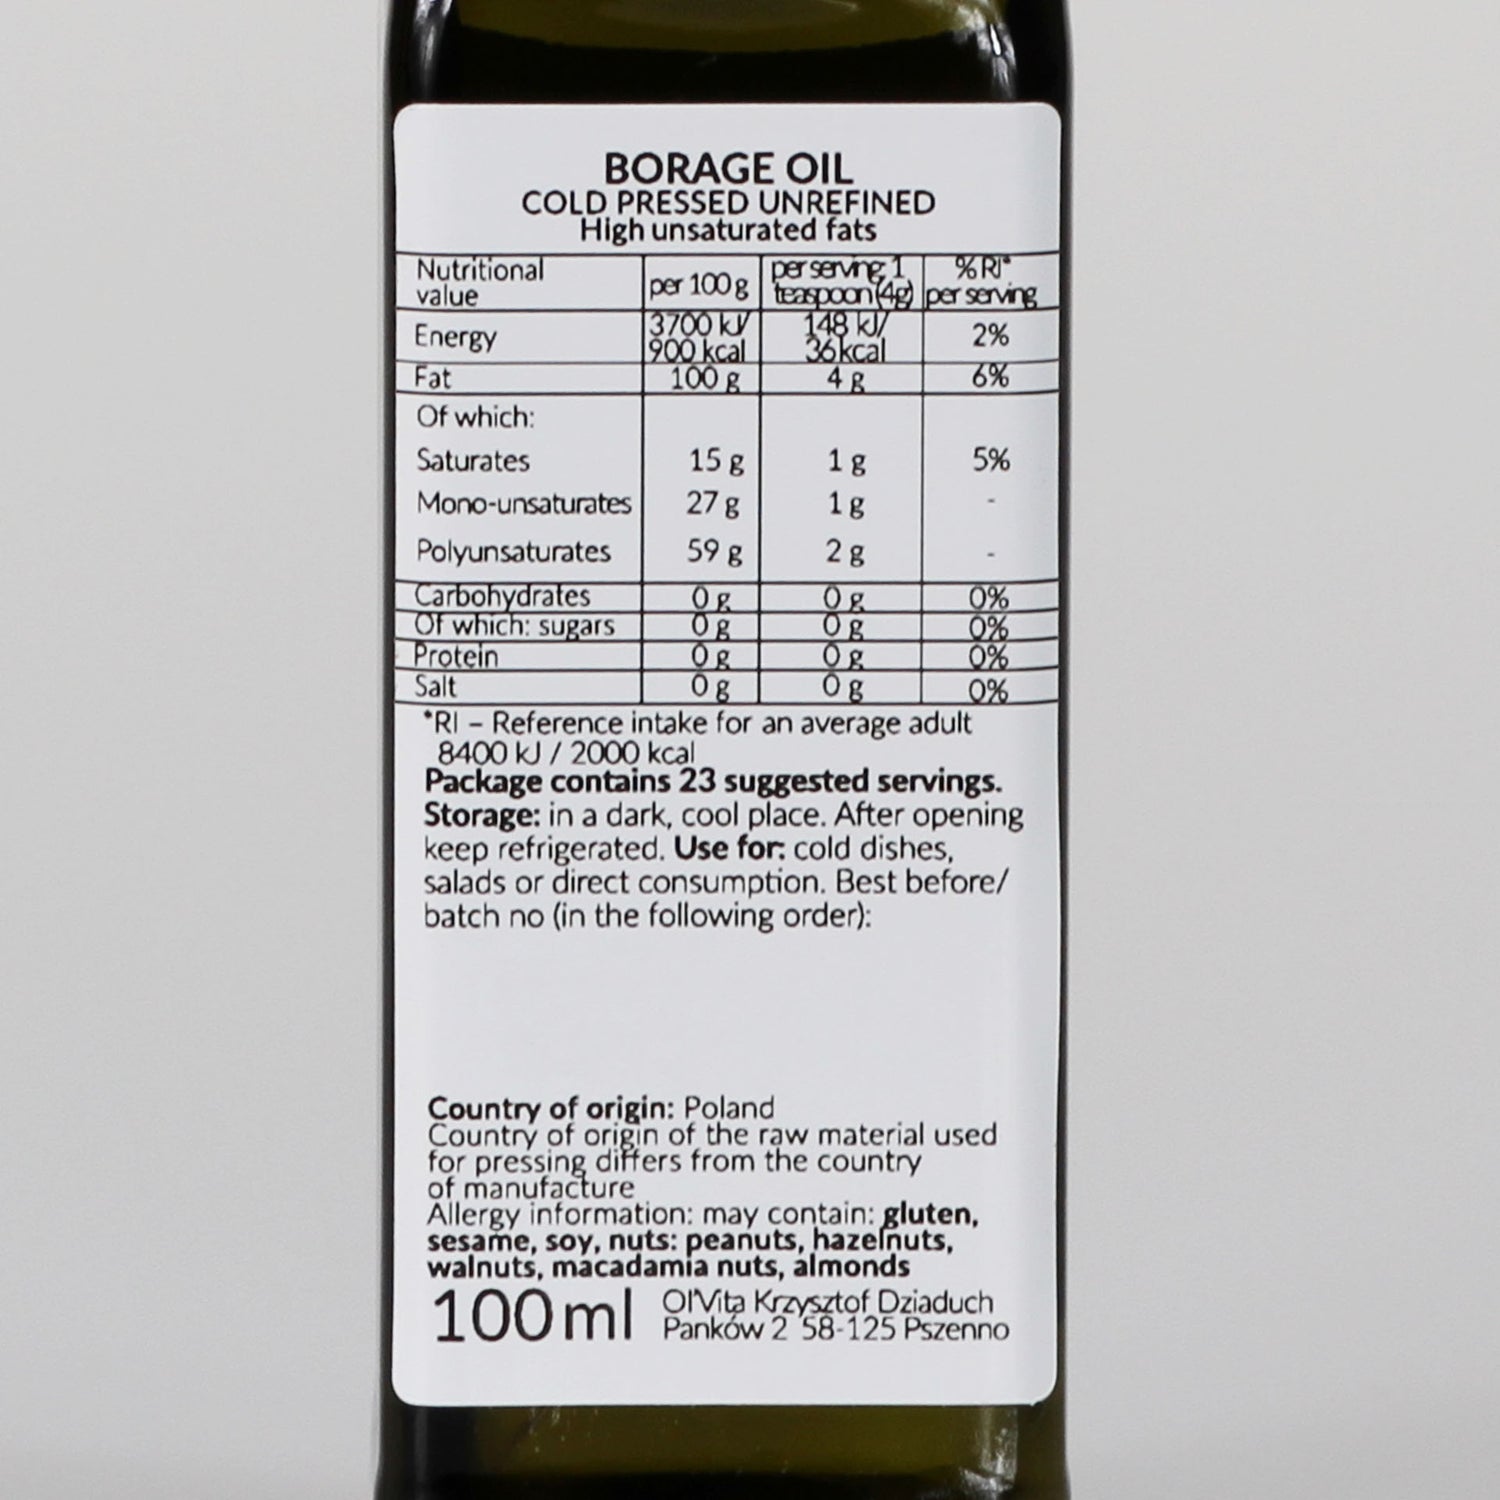 BORAGE OIL
COLD PRESSED UNREFINED
High unsaturated fats
Nutritional value per 100 g per serving 1 teaspoon (4g) %RI* per serving
Energy 3700 kJ/ 900 kcal 148 kJ/ 36 kcal 2%
Fat 100 g 4 g 6%
Of which:
Saturates 15 g 1 g 5%
Mono-unsaturates 27 g 1 g -
Polyunsaturates 59 g 2 g -
Carbohydrates 0 g 0 g 0%
Of which: sugars 0 g 0 g 0%
Protein 0 g 0 g 0%
Salt 0 g 0 g 0%
*RI – Reference intake for an average adult
8400 kJ / 2000 kcal
Package contains 23 suggested servings.
Storage: in a dark, cool place. After opening
keep refrigerated. Use for: cold dishes,
salads or direct consumption. Best before/
batch no (in the following order):
Country of origin: Poland
Country of origin of the raw material used
for pressing differs from the country
of manufacture
Allergy information: may contain: gluten,
sesame, soy, nuts: peanuts, hazelnuts,
walnuts, macadamia nuts, almonds
100 ml
Ol'Vita Krzysztof Dziaduch
Panków 2 58-125 Pszenno